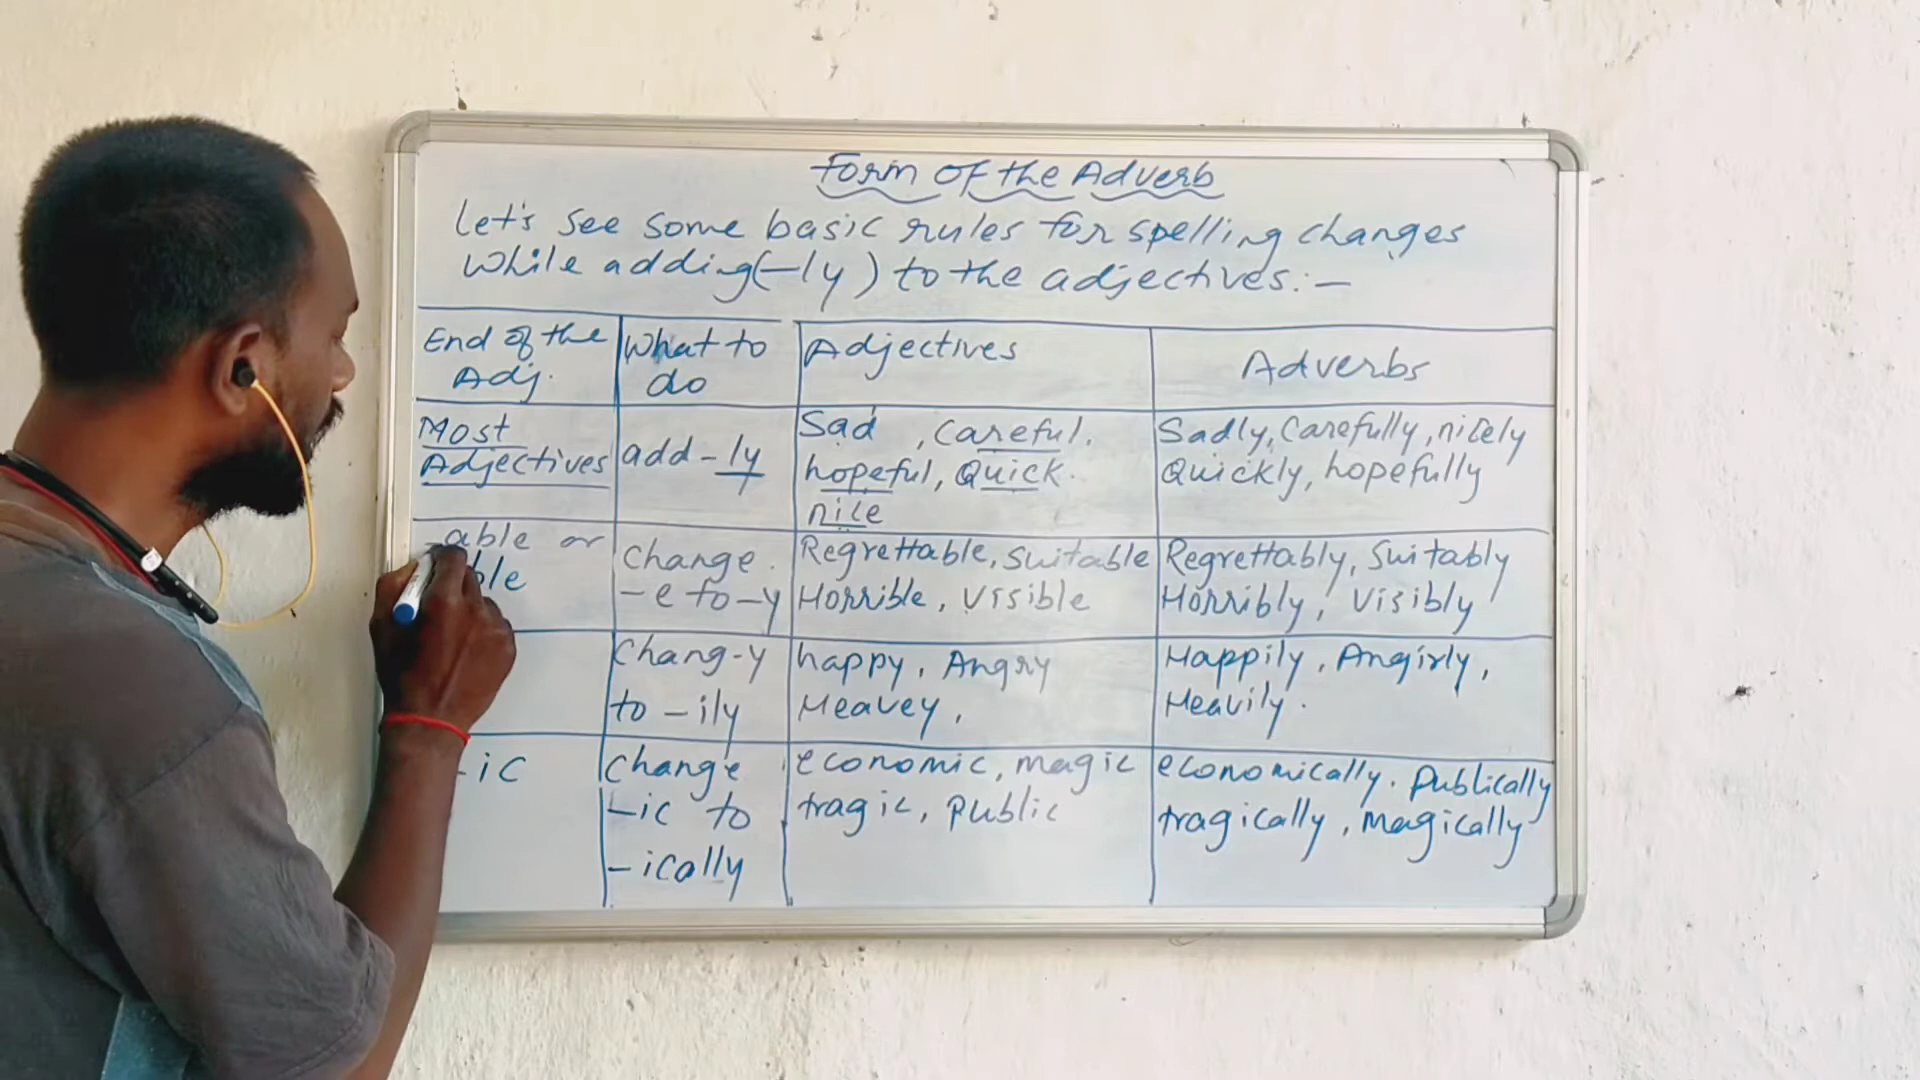 Form of the Adverb
Let's see some basic rules for spelling changes
While adding(-ly) to the adjectives:-
End of the
Adj.
What to
do
Adjectives
Adverbs
Most
Adjectives
add - ly
Sad , Careful.
hopeful, Quick.
nice
Sadly, Carefully, nicely
Quickly, hopefully
-able or
ble
Change.
-e to -y
Regrettable, Suitable
Horrible, Visible
Regrettably, Suitably
Horribly, Visibly
Chang-y
to -ily
happy, Angry
Heavey,
Happily, Angirly,
Heavily.
-ic
Change
-ic to
-ically
economic, magic
tragic, public
economically. Publically
tragically, Magically